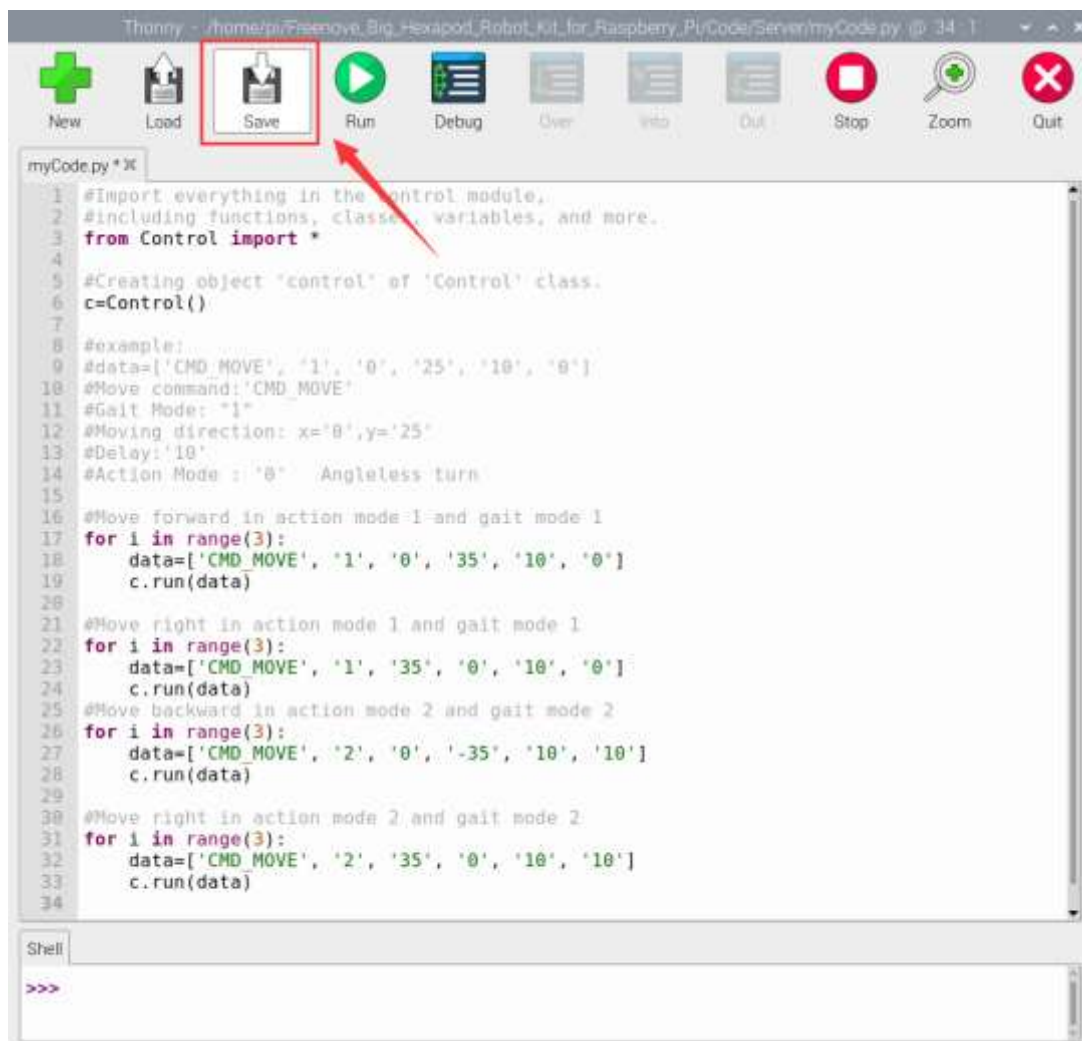 Thonny - /home/pi/Freenove_Big_Hexapod_Robot_Kit_for_Raspberry_Pi/Code/Server/myCode.py @ 34 : 1
New Load Save Run Debug Over Into Out Stop Zoom Quit
myCode.py *
1 #Import everything in the control module,
2 #including functions, classes, variables, and more.
3 from Control import *
4
5 #Creating object 'control' of 'Control' class.
6 c=Control()
7
8 #example:
9 #data=['CMD_MOVE', '1', '0', '25', '10', '0']
10 #Move command:'CMD_MOVE'
11 #Gait Mode: "1"
12 #Moving direction: x='0',y='25'
13 #Delay:'10'
14 #Action Mode : '0'   Angleless turn
15
16 #Move forward in action mode 1 and gait mode 1
17 for i in range(3):
18     data=['CMD_MOVE', '1', '0', '35', '10', '0']
19     c.run(data)
20
21 #Move right in action mode 1 and gait mode 1
22 for i in range(3):
23     data=['CMD_MOVE', '1', '35', '0', '10', '0']
24     c.run(data)
25 #Move backward in action mode 2 and gait mode 2
26 for i in range(3):
27     data=['CMD_MOVE', '2', '0', '-35', '10', '10']
28     c.run(data)
29
30 #Move right in action mode 2 and gait mode 2
31 for i in range(3):
32     data=['CMD_MOVE', '2', '35', '0', '10', '10']
33     c.run(data)
34
Shell
>>>